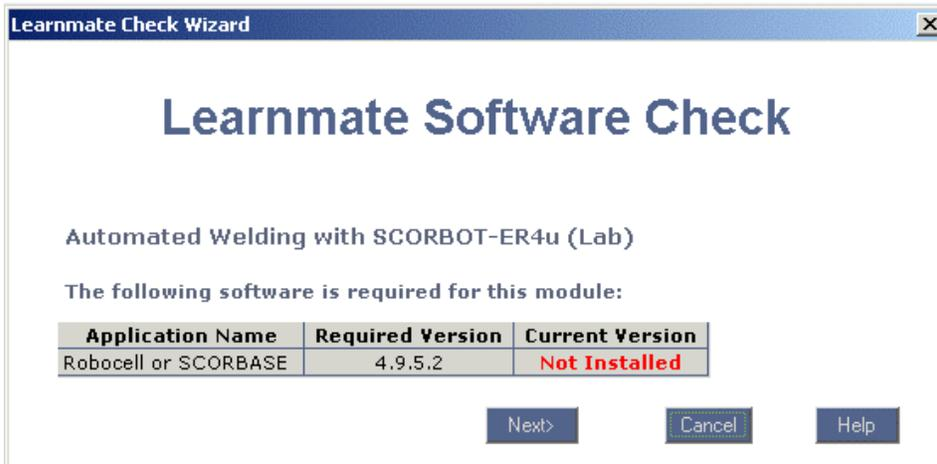 Learnmate Check Wizard
Learnmate Software Check
Automated Welding with SCORBOT-ER4u (Lab)
The following software is required for this module:
Application Name Required Version Current Version
Robocell or SCORBASE 4.9.5.2 Not Installed
Next> Cancel Help